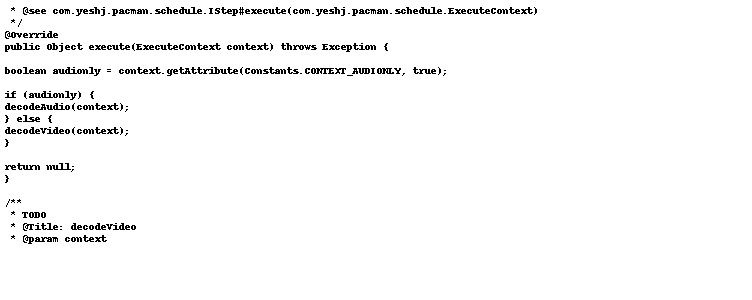 * @see com.yeshj.pacman.schedule.IStep#execute(com.yeshj.pacman.schedule.ExecuteContext)
*/
@Override
public Object execute(ExecuteContext context) throws Exception {
boolean audionly = context.getAttribute(Constants.CONTEXT_AUDIONLY, true);
if (audionly) {
decodeAudio(context);
} else {
decodeVideo(context);
}
return null;
}
/**
* TODO
* @Title: decodeVideo
* @param context